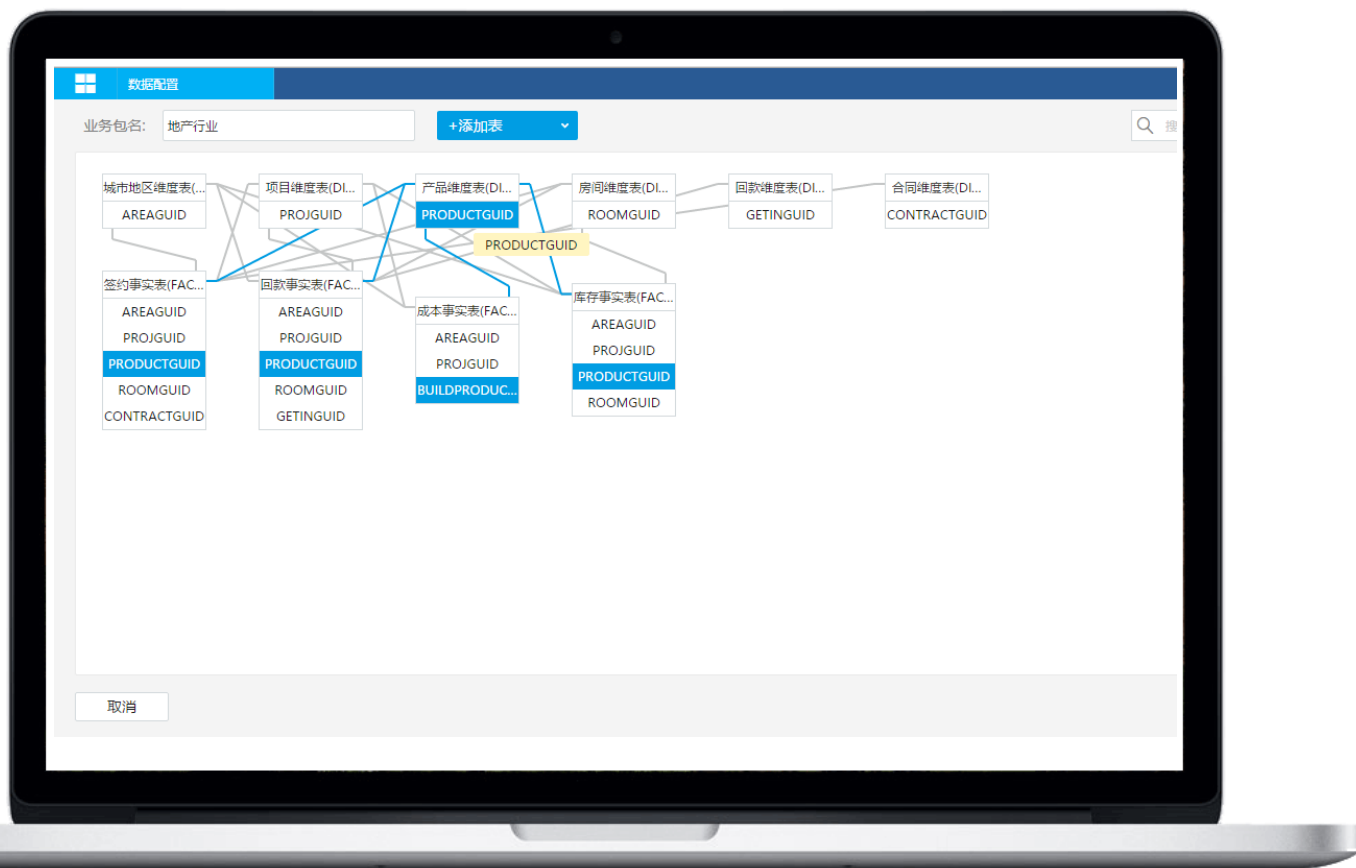 数据配置
业务包名: 地产行业 +添加表 搜
城市地区维度表(... 项目维度表(DI... 产品维度表(DI... 房间维度表(DI... 回款维度表(DI... 合同维度表(DI...
AREAGUID PROJGUID PRODUCTGUID ROOMGUID GETINGUID CONTRACTGUID
PRODUCTGUID
签约事实表(FAC...
AREAGUID
PROJGUID
PRODUCTGUID
ROOMGUID
CONTRACTGUID
回款事实表(FAC...
AREAGUID
PROJGUID
PRODUCTGUID
ROOMGUID
GETINGUID
成本事实表(FAC...
AREAGUID
PROJGUID
BUILDPRODUC...
库存事实表(FAC...
AREAGUID
PROJGUID
PRODUCTGUID
ROOMGUID
取消